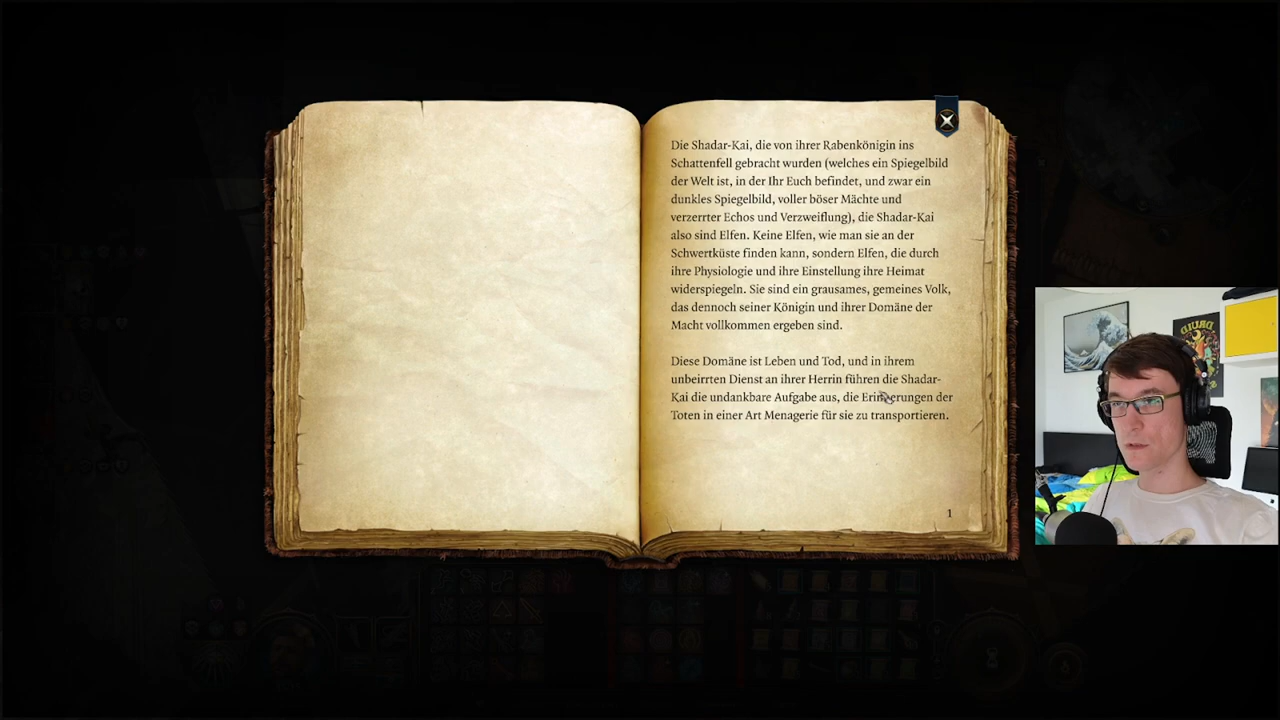 Die Shadar-Kai, die von ihrer Rabenkönigin ins
Schattenfell gebracht wurden (welches ein Spiegelbild
der Welt ist, in der Ihr Euch befindet, und zwar ein
dunkles Spiegelbild, voller böser Mächte und
verzerrter Echos und Verzweiflung), die Shadar-Kai
also sind Elfen. Keine Elfen, wie man sie an der
Schwertküste finden kann, sondern Elfen, die durch
ihre Physiologie und ihre Einstellung ihre Heimat
widerspiegeln. Sie sind ein grausames, gemeines Volk,
das dennoch seiner Königin und ihrer Domäne der
Macht vollkommen ergeben sind.
Diese Domäne ist Leben und Tod, und in ihrem
unbeirrten Dienst an ihrer Herrin führen die Shadar-
Kai die undankbare Aufgabe aus, die Erinnerungen der
Toten in einer Art Menagerie für sie zu transportieren.
1
DRUID